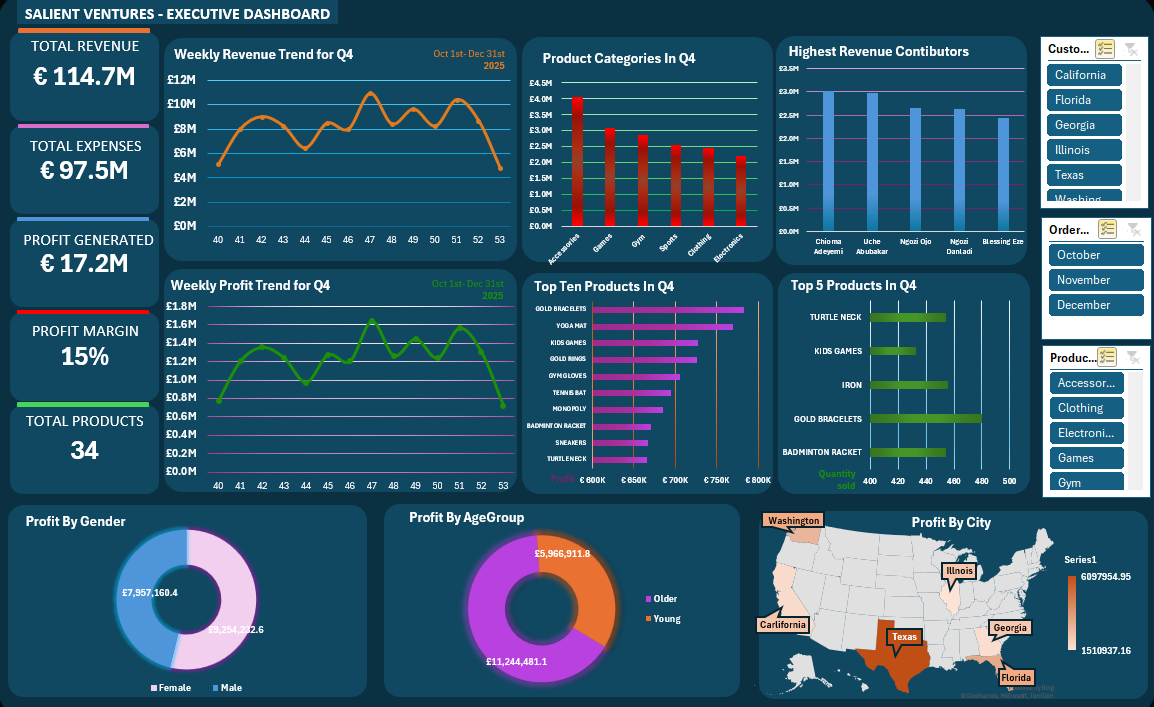 SALIENT VENTURES - EXECUTIVE DASHBOARD
TOTAL REVENUE
€ 114.7M
TOTAL EXPENSES
€ 97.5M
PROFIT GENERATED
€ 17.2M
PROFIT MARGIN
15%
TOTAL PRODUCTS
34
Weekly Revenue Trend for Q4
Oct 1st- Dec 31st
2025
£12M
£10M
£8M
£6M
£4M
£2M
£0M
40 41 42 43 44 45 46 47 48 49 50 51 52 53
Product Categories In Q4
£4.5M
£4.0M
£3.5M
£3.0M
£2.5M
£2.0M
£1.5M
£1.0M
£0.5M
£0.0M
Accessories Games Gym Sports Clothing Electronics
Highest Revenue Contibutors
£3.5M
£3.0M
£2.5M
£2.0M
£1.5M
£1.0M
£0.5M
£0.0M
Chioma Adeyemi
Uche Abubakar
Ngozi Ojo
Ngozi Danladi
Blessing Eze
Custo...
California
Florida
Georgia
Illinois
Texas
Washing
Order...
October
November
December
Produc...
Accessor...
Clothing
Electroni...
Games
Gym
Weekly Profit Trend for Q4
Oct 1st- Dec 31st
2025
£1.8M
£1.6M
£1.4M
£1.2M
£1.0M
£0.8M
£0.6M
£0.4M
£0.2M
£0.0M
40 41 42 43 44 45 46 47 48 49 50 51 52 53
Top Ten Products In Q4
GOLD BRACELETS
YOGA MAT
KIDS GAMES
GOLD RINGS
GYM GLOVES
TENNIS BAT
MONOPOLY
BADMINTON RACKET
SNEAKERS
TURTLE NECK
Profit
€ 600K € 650K € 700K € 750K € 800K
Top 5 Products In Q4
TURTLE NECK
KIDS GAMES
IRON
GOLD BRACELETS
BADMINTON RACKET
Quantity
sold
400 420 440 460 480 500
Profit By Gender
£7,957,160.4
£9,254,232.6
Female Male
Profit By AgeGroup
£5,966,911.8
£11,244,481.1
Older
Young
Profit By City
Washington
Illnois
Carlifornia
Georgia
Texas
Florida
Series1
6097954.95
1510937.16
© GeoNames, Microsoft, TomTom